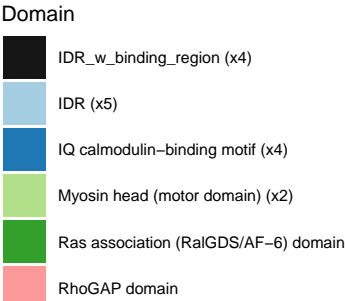 Domain
IDR_w_binding_region (x4)
IDR (x5)
IQ calmodulin−binding motif (x4)
Myosin head (motor domain) (x2)
Ras association (RalGDS/AF−6) domain
RhoGAP domain